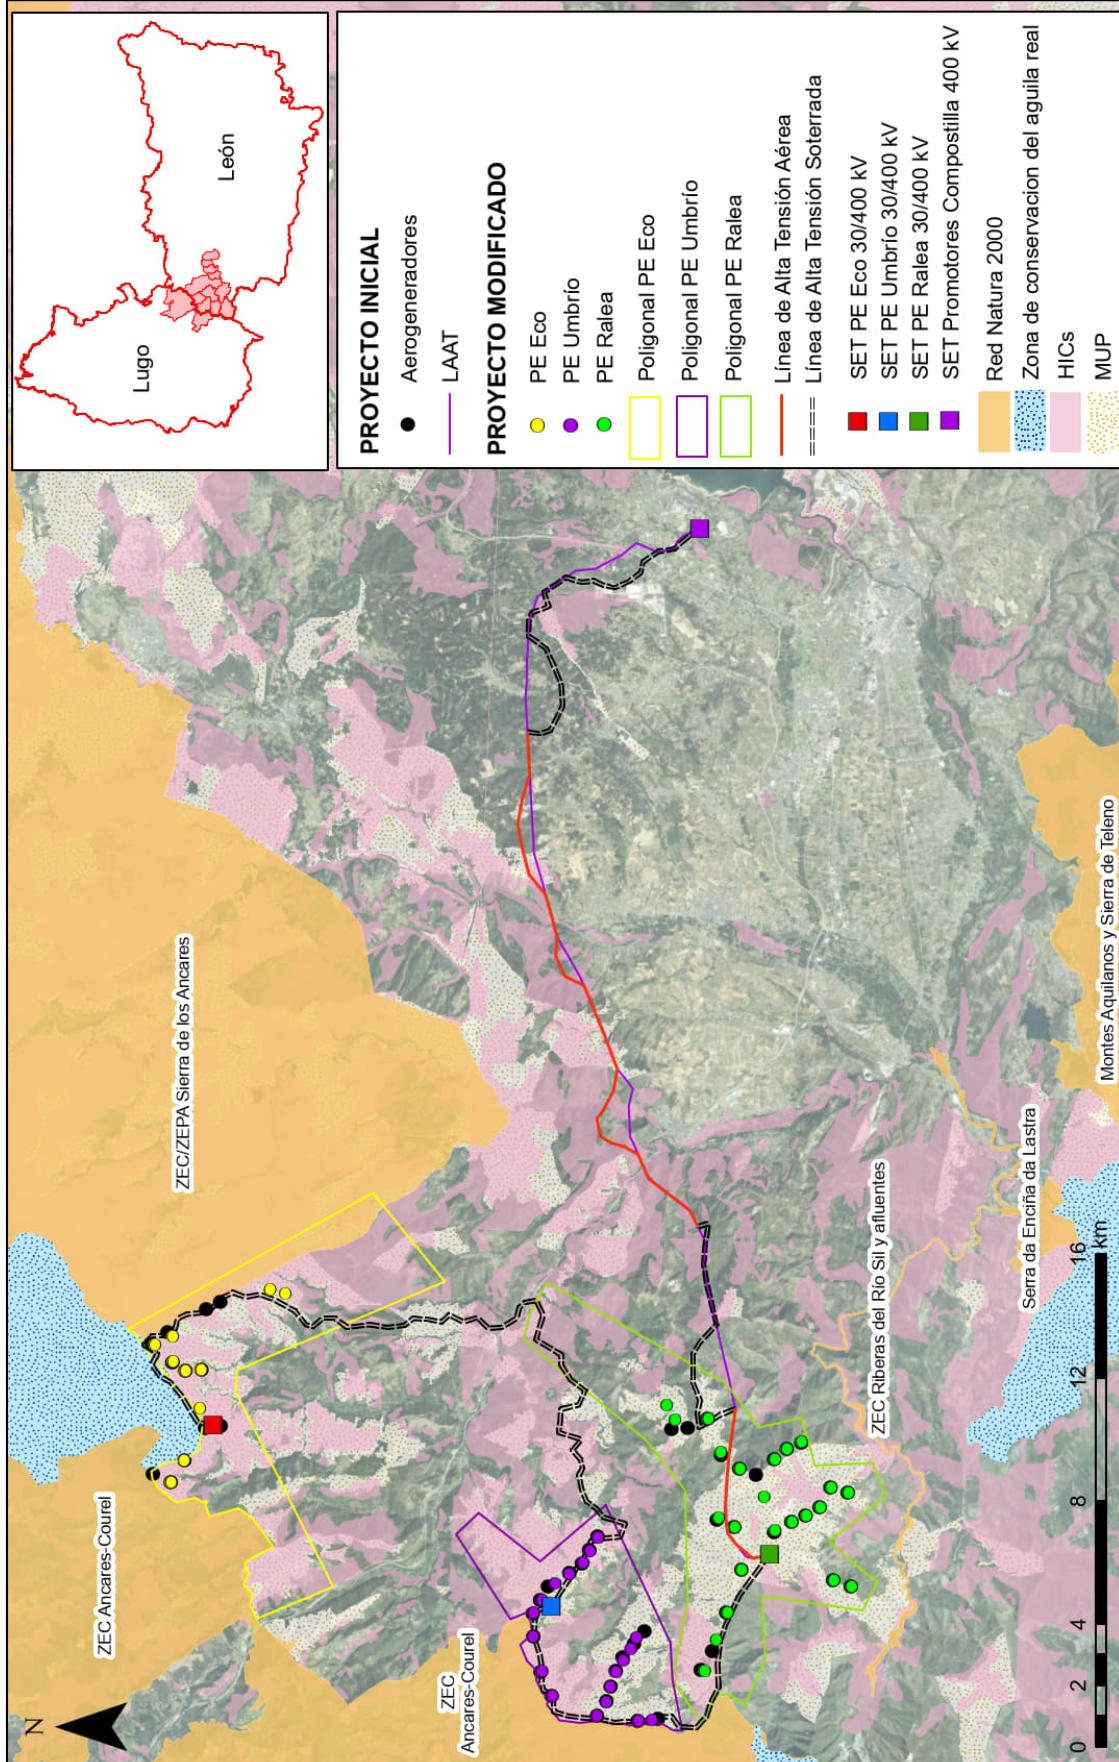 N
ZEC Ancares-Courel
ZEC/ZEPA Sierra de los Ancares
ZEC
Ancares-Courel
ZEC Riberas del Río Sil y afluentes
Serra da Enciña da Lastra
Montes Aquilanos y Sierra de Teleno
0 2 4 8 12 16
km
Lugo
León
PROYECTO INICIAL
Aerogeneradores
LAAT
PROYECTO MODIFICADO
PE Eco
PE Umbrío
PE Ralea
Poligonal PE Eco
Poligonal PE Umbrío
Poligonal PE Ralea
Línea de Alta Tensión Aérea
Línea de Alta Tensión Soterrada
SET PE Eco 30/400 kV
SET PE Umbrío 30/400 kV
SET PE Ralea 30/400 kV
SET Promotores Compostilla 400 kV
Red Natura 2000
Zona de conservacion del aguila real
HICs
MUP